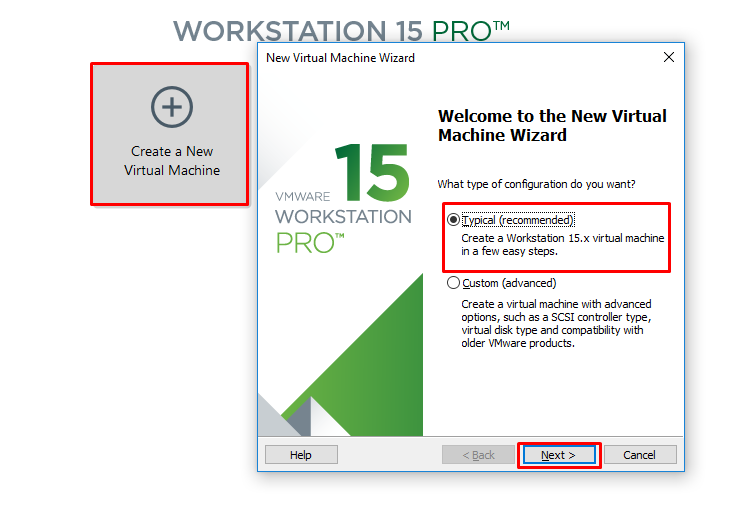 WORKSTATION 15 PRO™
Create a New
Virtual Machine
New Virtual Machine Wizard
VMWARE 15
WORKSTATION
PRO™
Welcome to the New Virtual
Machine Wizard
What type of configuration do you want?
Typical (recommended)
Create a Workstation 15.x virtual machine
in a few easy steps.
Custom (advanced)
Create a virtual machine with advanced
options, such as a SCSI controller type,
virtual disk type and compatibility with
older VMware products.
Help
< Back
Next >
Cancel